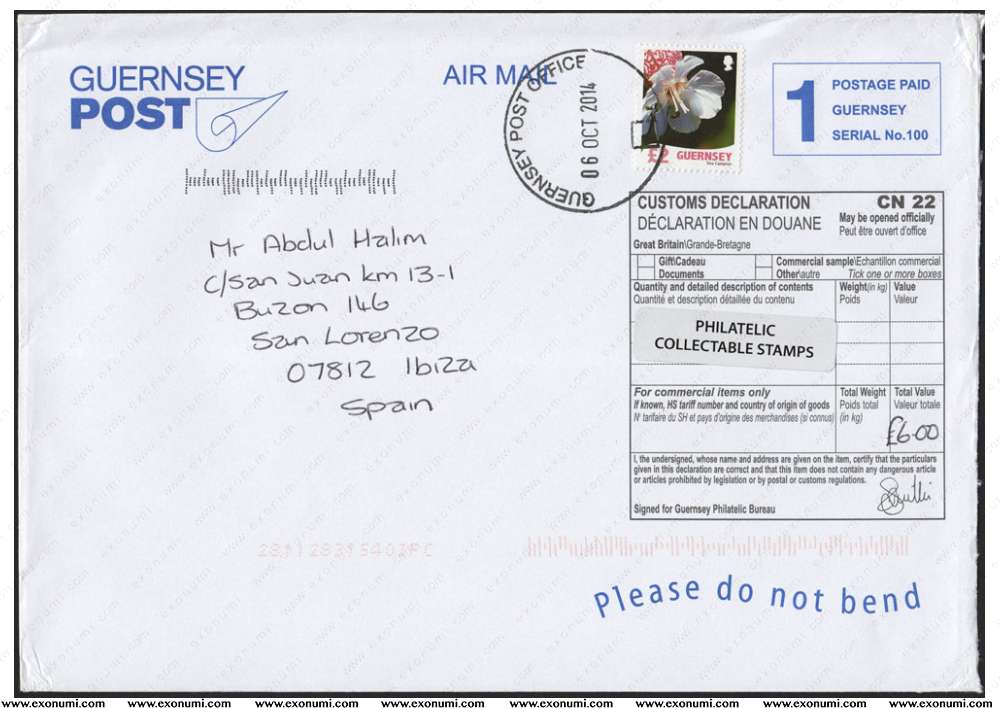 GUERNSEY
POST
AIR MAIL
GUERNSEY POST OFFICE
06 OCT 2014
£2 GUERNSEY
1
POSTAGE PAID
GUERNSEY
SERIAL No.100
Mr Abdul Halim
C/San Juan km 13-1
Buzon 146
San Lorenzo
07812 Ibiza
Spain
CUSTOMS DECLARATION CN 22
DÉCLARATION EN DOUANE
May be opened officially
Peut être ouvert d'office
Great Britain\Grande-Bretagne
Gift\Cadeau Commercial sample\Echantillon commercial
Documents Other\autre Tick one or more boxes
Quantity and detailed description of contents Weight(in kg) Value
Quantité et description détaillée du contenu Poids Valeur
PHILATELIC
COLLECTABLE STAMPS
For commercial items only Total Weight Total Value
If known, HS tariff number and country of origin of goods Poids total Valeur totale
N° tarifaire du SH et pays d'origine des merchandises (si connus) (in kg)
£6.00
I, the undersigned, whose name and address are given on the item, certify that the particulars
given in this declaration are correct and that this item does not contain any dangerous article
or articles prohibited by legislation or by postal or customs regulations.
Signed for Guernsey Philatelic Bureau
Please do not bend
www.exonumi.com www.exonumi.com www.exonumi.com www.exonumi.com www.exonumi.com www.exonumi.com www.exonumi.com www.exonumi.com